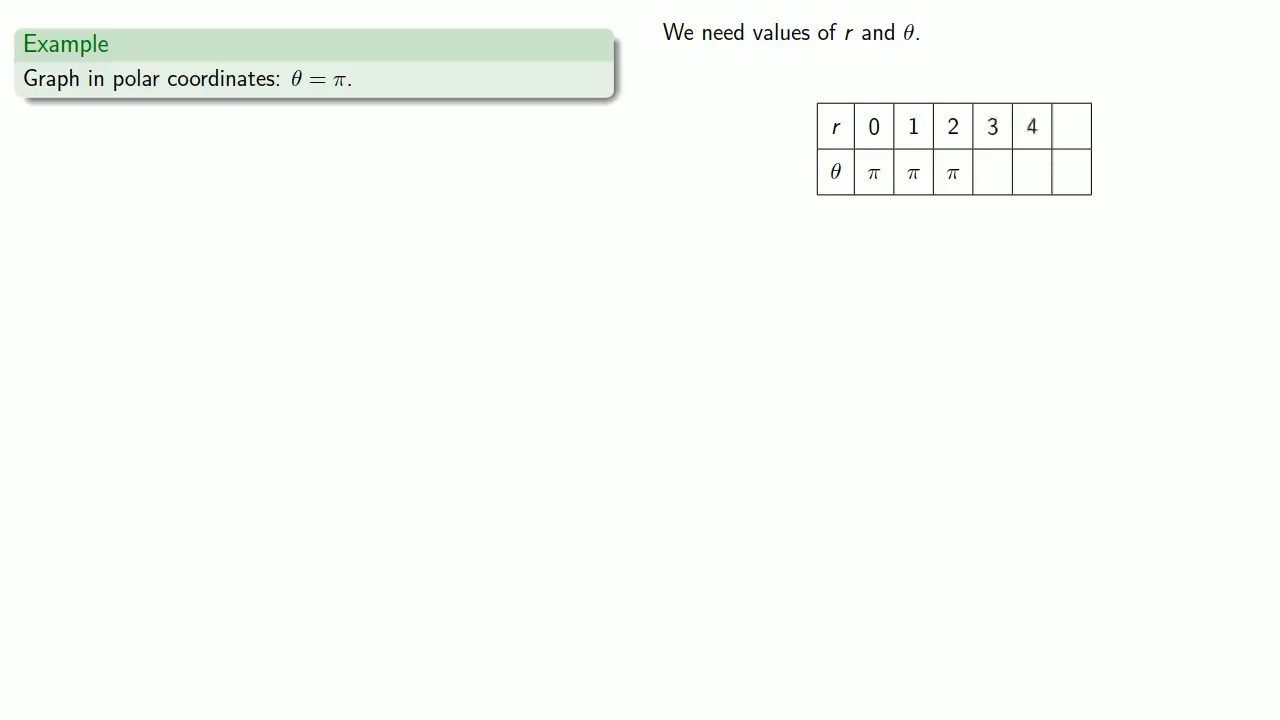 Example
Graph in polar coordinates: θ = π.
We need values of r and θ.
r 0 1 2 3 4
θ π π π